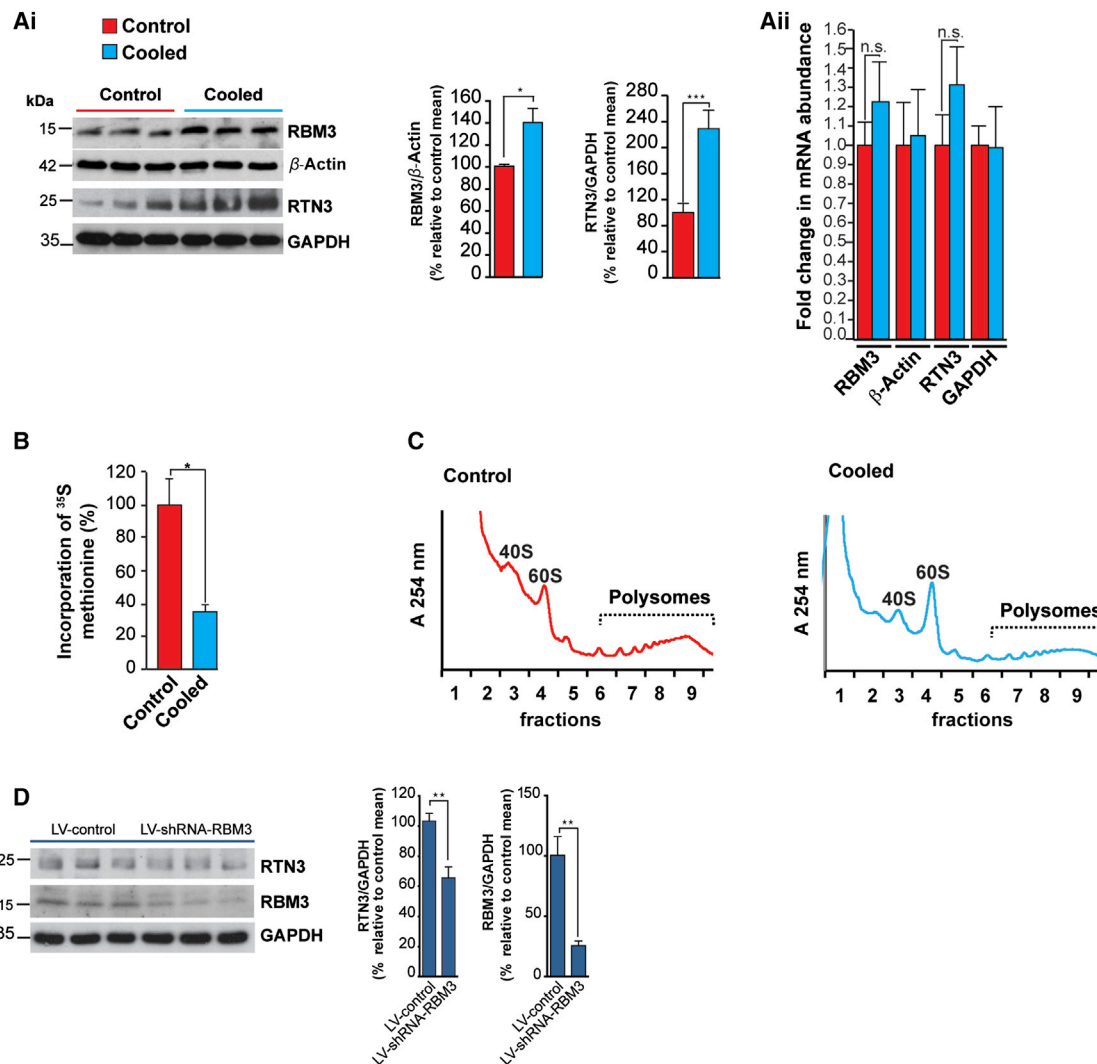 Ai
Control
Cooled
kDa
Control Cooled
15 RBM3
42 β-Actin
25 RTN3
35 GAPDH
RBM3/β-Actin
(% relative to control mean)
160
140
120
100
80
60
40
20
0
*
RTN3/GAPDH
(% relative to control mean)
280
240
200
160
120
80
40
0
***
Aii
Fold change in mRNA abundance
1.6
1.5
1.4
1.3
1.2
1.1
1.0
0.9
0.8
0.7
0.6
0.5
0.4
0.3
0.2
0.1
0.0
n.s.
n.s.
RBM3
β-Actin
RTN3
GAPDH
B
Incorporation of ³⁵S
methionine (%)
120
100
80
60
40
20
0
*
Control
Cooled
C
Control
A 254 nm
40S
60S
Polysomes
1 2 3 4 5 6 7 8 9
fractions
Cooled
A 254 nm
40S
60S
Polysomes
1 2 3 4 5 6 7 8 9
fractions
D
LV-control LV-shRNA-RBM3
25 RTN3
15 RBM3
35 GAPDH
RTN3/GAPDH
(% relative to control mean)
120
100
80
60
40
20
0
**
LV-control
LV-shRNA-RBM3
RBM3/GAPDH
(% relative to control mean)
150
100
50
0
**
LV-control
LV-shRNA-RBM3